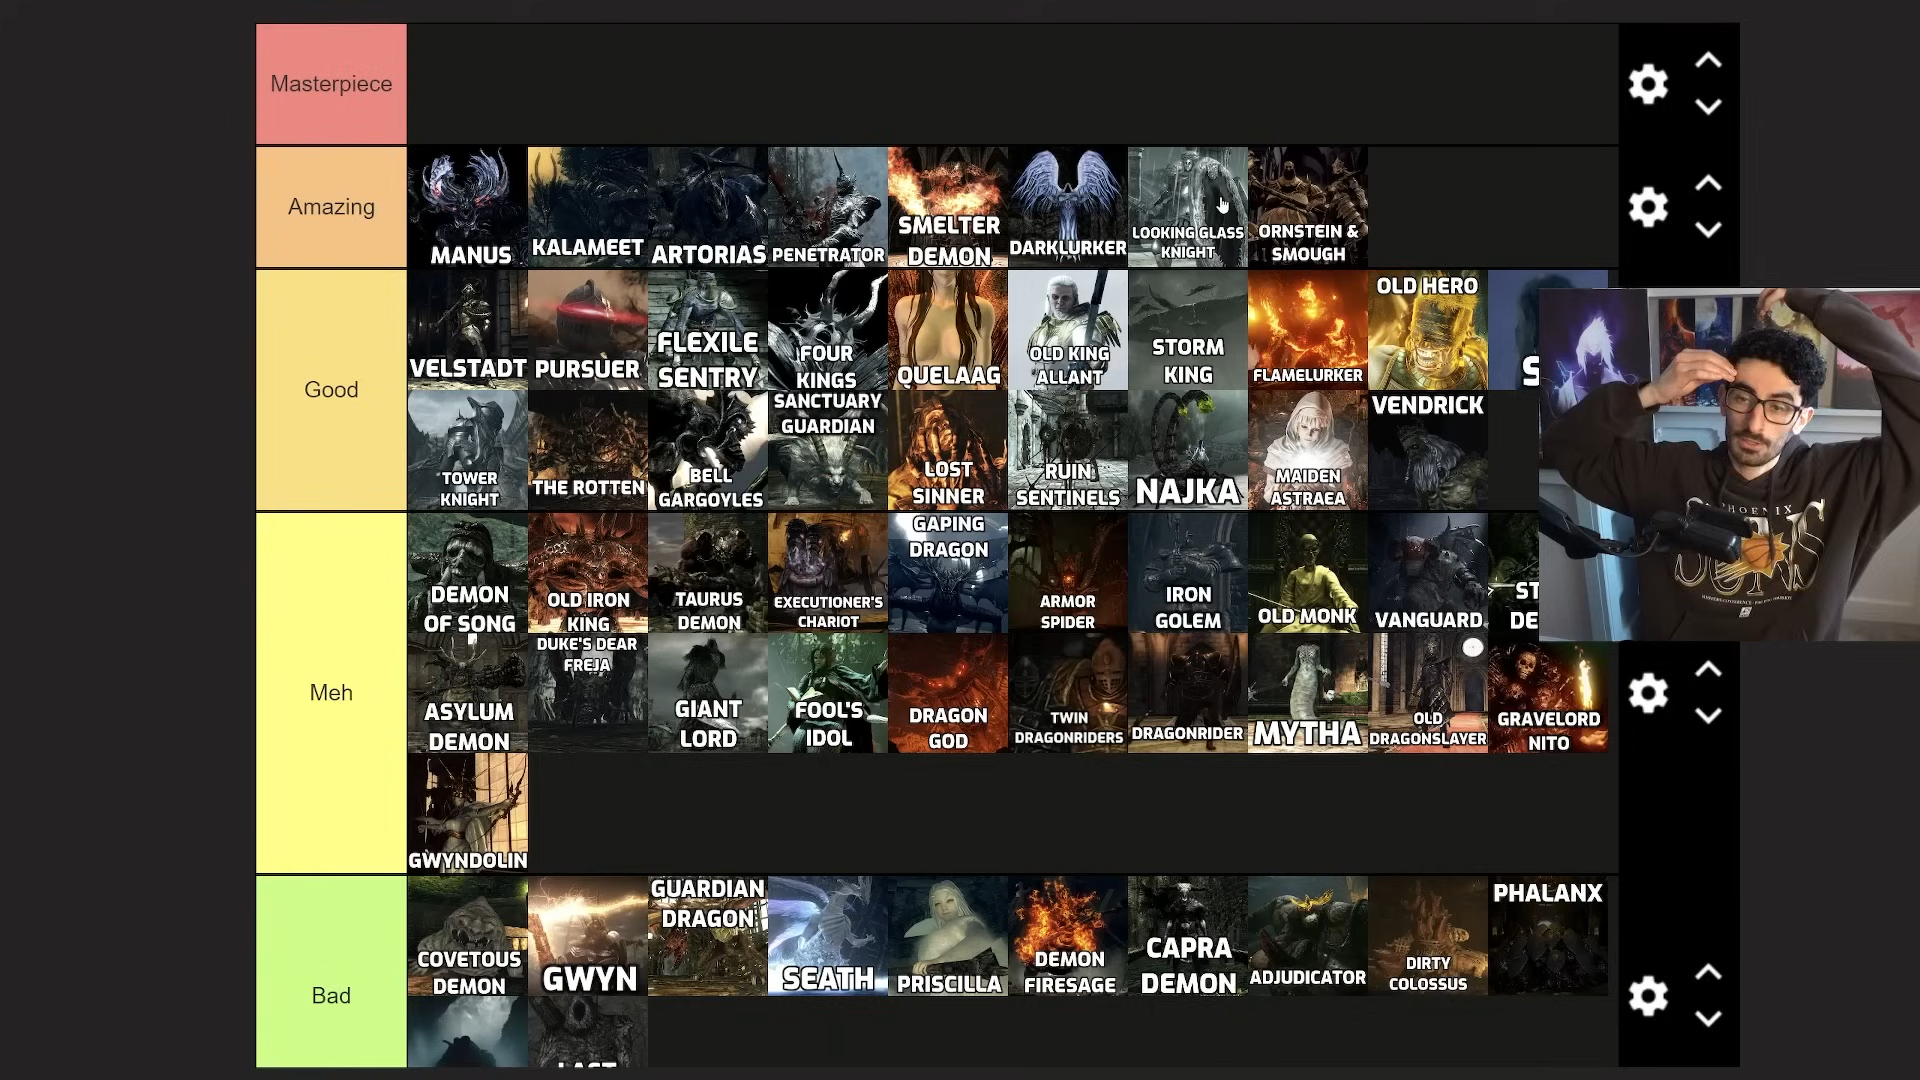 Masterpiece
Amazing
MANUS
KALAMEET
ARTORIAS
PENETRATOR
SMELTER
DEMON
DARKLURKER
LOOKING GLASS
KNIGHT
ORNSTEIN &
SMOUGH
Good
VELSTADT
PURSUER
FLEXILE
SENTRY
FOUR
KINGS
QUELAAG
OLD KING
ALLANT
STORM
KING
FLAMELURKER
OLD HERO
S
TOWER
KNIGHT
THE ROTTEN
BELL
GARGOYLES
SANCTUARY
GUARDIAN
LOST
SINNER
RUIN
SENTINELS
NAJKA
MAIDEN
ASTRAEA
VENDRICK
PHOENIX
SUNS
Meh
DEMON
OF SONG
OLD IRON
KING
TAURUS
DEMON
EXECUTIONER'S
CHARIOT
GAPING
DRAGON
ARMOR
SPIDER
IRON
GOLEM
OLD MONK
VANGUARD
ST
DE
ASYLUM
DEMON
DUKE'S DEAR
FREJA
GIANT
LORD
FOOL'S
IDOL
DRAGON
GOD
TWIN
DRAGONRIDERS
DRAGONRIDER
MYTHA
OLD
DRAGONSLAYER
GRAVELORD
NITO
GWYNDOLIN
Bad
COVETOUS
DEMON
GWYN
GUARDIAN
DRAGON
SEATH
PRISCILLA
DEMON
FIRESAGE
CAPRA
DEMON
ADJUDICATOR
DIRTY
COLOSSUS
PHALANX
LAST